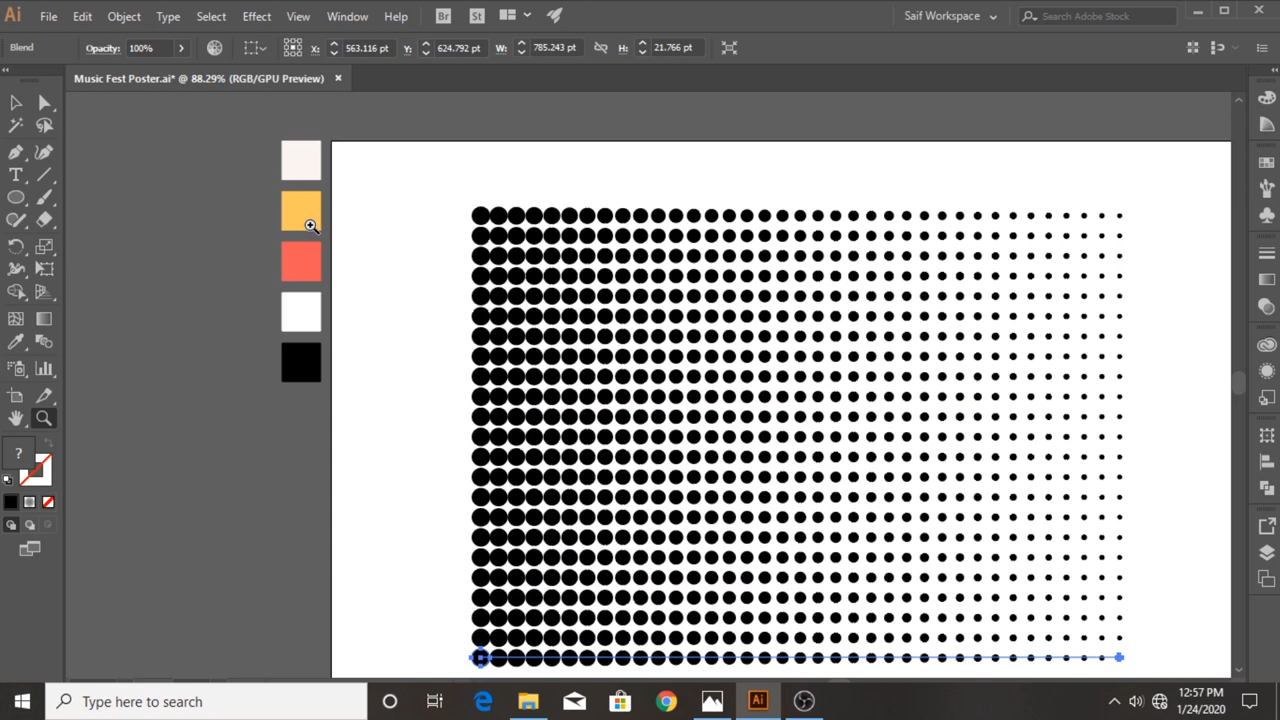 Ai File Edit Object Type Select Effect View Window Help Br St Saif Workspace Search Adobe Stock
Blend Opacity: 100% X: 563.116 pt Y: 624.792 pt W: 785.243 pt H: 21.766 pt
Music Fest Poster.ai* @ 88.29% (RGB/GPU Preview) ×
T
?
Type here to search
Ai
12:57 PM
1/24/2020